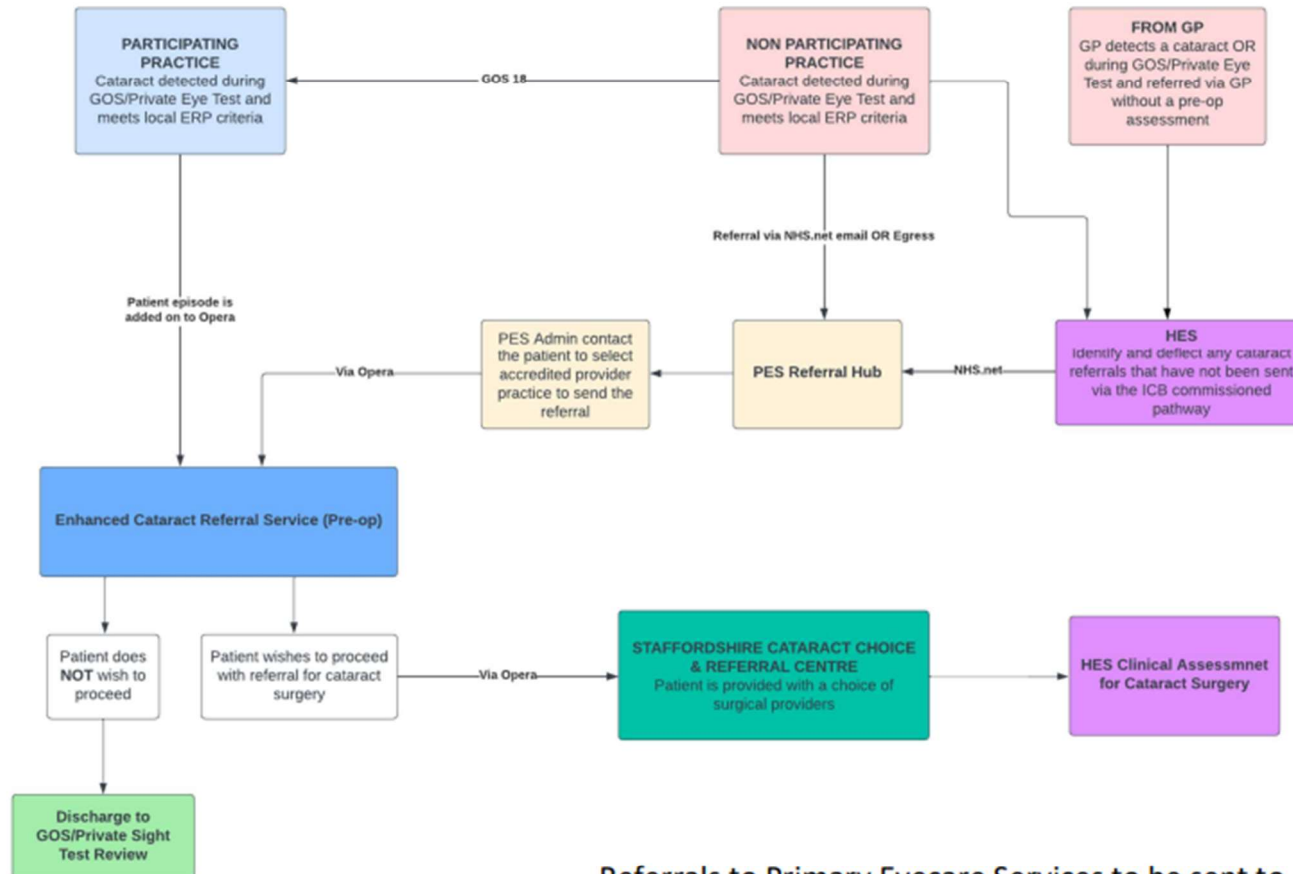 PARTICIPATING
PRACTICE
Cataract detected during
GOS/Private Eye Test and
meets local ERP criteria
GOS 18
NON PARTICIPATING
PRACTICE
Cataract detected during
GOS/Private Eye Test and
meets local ERP criteria
FROM GP
GP detects a cataract OR
during GOS/Private Eye
Test and referred via GP
without a pre-op
assessment
Referral via NHS.net email OR Egress
Patient episode is
added on to Opera
Via Opera
PES Admin contact
the patient to select
accredited provider
practice to send the
referral
PES Referral Hub
NHS.net
HES
Identify and deflect any cataract
referrals that have not been sent
via the ICB commissioned
pathway
Enhanced Cataract Referral Service (Pre-op)
Patient does
NOT wish to
proceed
Patient wishes to proceed
with referral for cataract
surgery
Via Opera
STAFFORDSHIRE CATARACT CHOICE
& REFERRAL CENTRE
Patient is provided with a choice of
surgical providers
HES Clinical Assessmnet
for Cataract Surgery
Discharge to
GOS/Private Sight
Test Review
Referrals to Primary Eyecare Services to be sent to